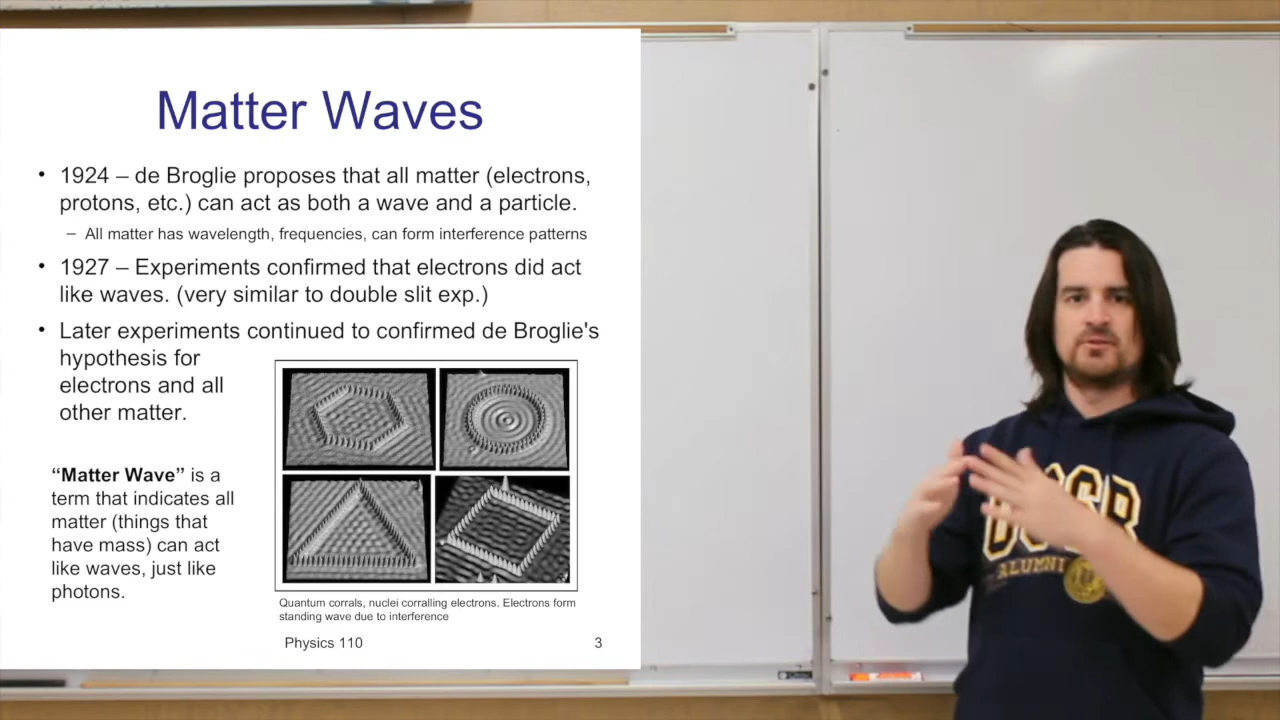 Matter Waves
• 1924 – de Broglie proposes that all matter (electrons,
protons, etc.) can act as both a wave and a particle.
– All matter has wavelength, frequencies, can form interference patterns
• 1927 – Experiments confirmed that electrons did act
like waves. (very similar to double slit exp.)
• Later experiments continued to confirmed de Broglie's
hypothesis for
electrons and all
other matter.
“Matter Wave” is a
term that indicates all
matter (things that
have mass) can act
like waves, just like
photons.
Quantum corrals, nuclei corralling electrons. Electrons form
standing wave due to interference
Physics 110
3
UCSB
ALUMNI